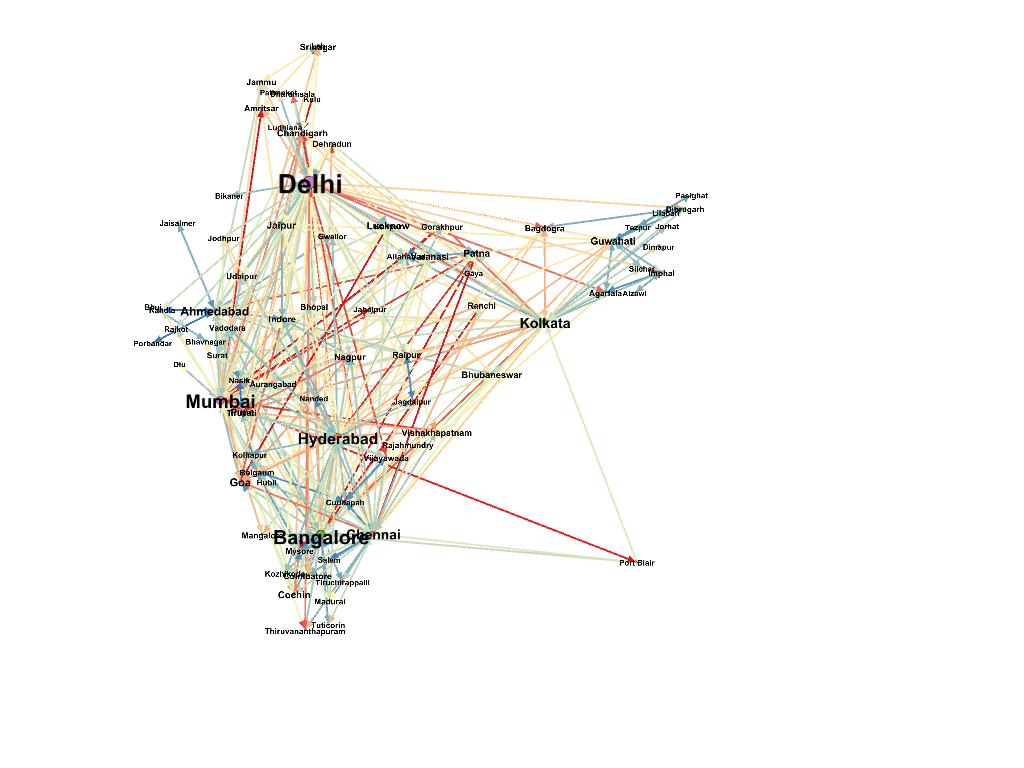 Srinagar
Jammu
Dharamsala
Kulu
Amritsar
Ludhiana
Chandigarh
Dehradun
Delhi
Bikaner
Pasighat
Dibrugarh
Lilabari
Jaisalmer
Jaipur
Lucknow
Gorakhpur
Bagdogra
Tezpur
Jorhat
Jodhpur
Gwalior
Guwahati
Dimapur
Allahabad
Varanasi
Patna
Udaipur
Gaya
Silchar
Imphal
Agartala
Aizawl
Bhuj
Kandla
Ahmedabad
Bhopal
Jabalpur
Ranchi
Indore
Kolkata
Rajkot
Vadodara
Porbandar
Bhavnagar
Surat
Nagpur
Raipur
Diu
Bhubaneswar
Nasik
Aurangabad
Mumbai
Nanded
Jagdalpur
Tirupati
Hyderabad
Vishakhapatnam
Rajahmundry
Kolhapur
Vijayawada
Belgaum
Goa
Hubli
Cuddapah
Mangalore
Bangalore
Chennai
Mysore
Salem
Port Blair
Kozhikode
Coimbatore
Tiruchirappalli
Cochin
Madurai
Tuticorin
Thiruvananthapuram